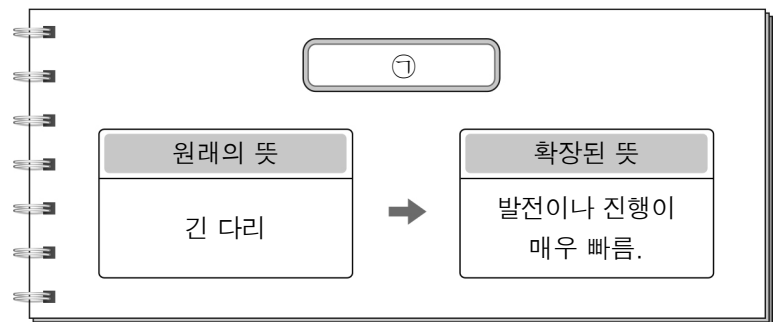 ㉠
원래의 뜻
긴 다리
확장된 뜻
발전이나 진행이
매우 빠름.